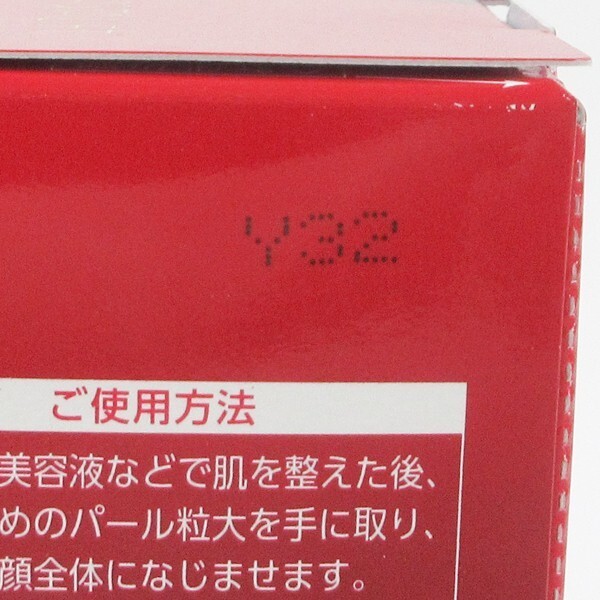 Y32
ご使用方法
美容液などで肌を整えた後、
めのパール粒大を手に取り、
顔全体になじませます。